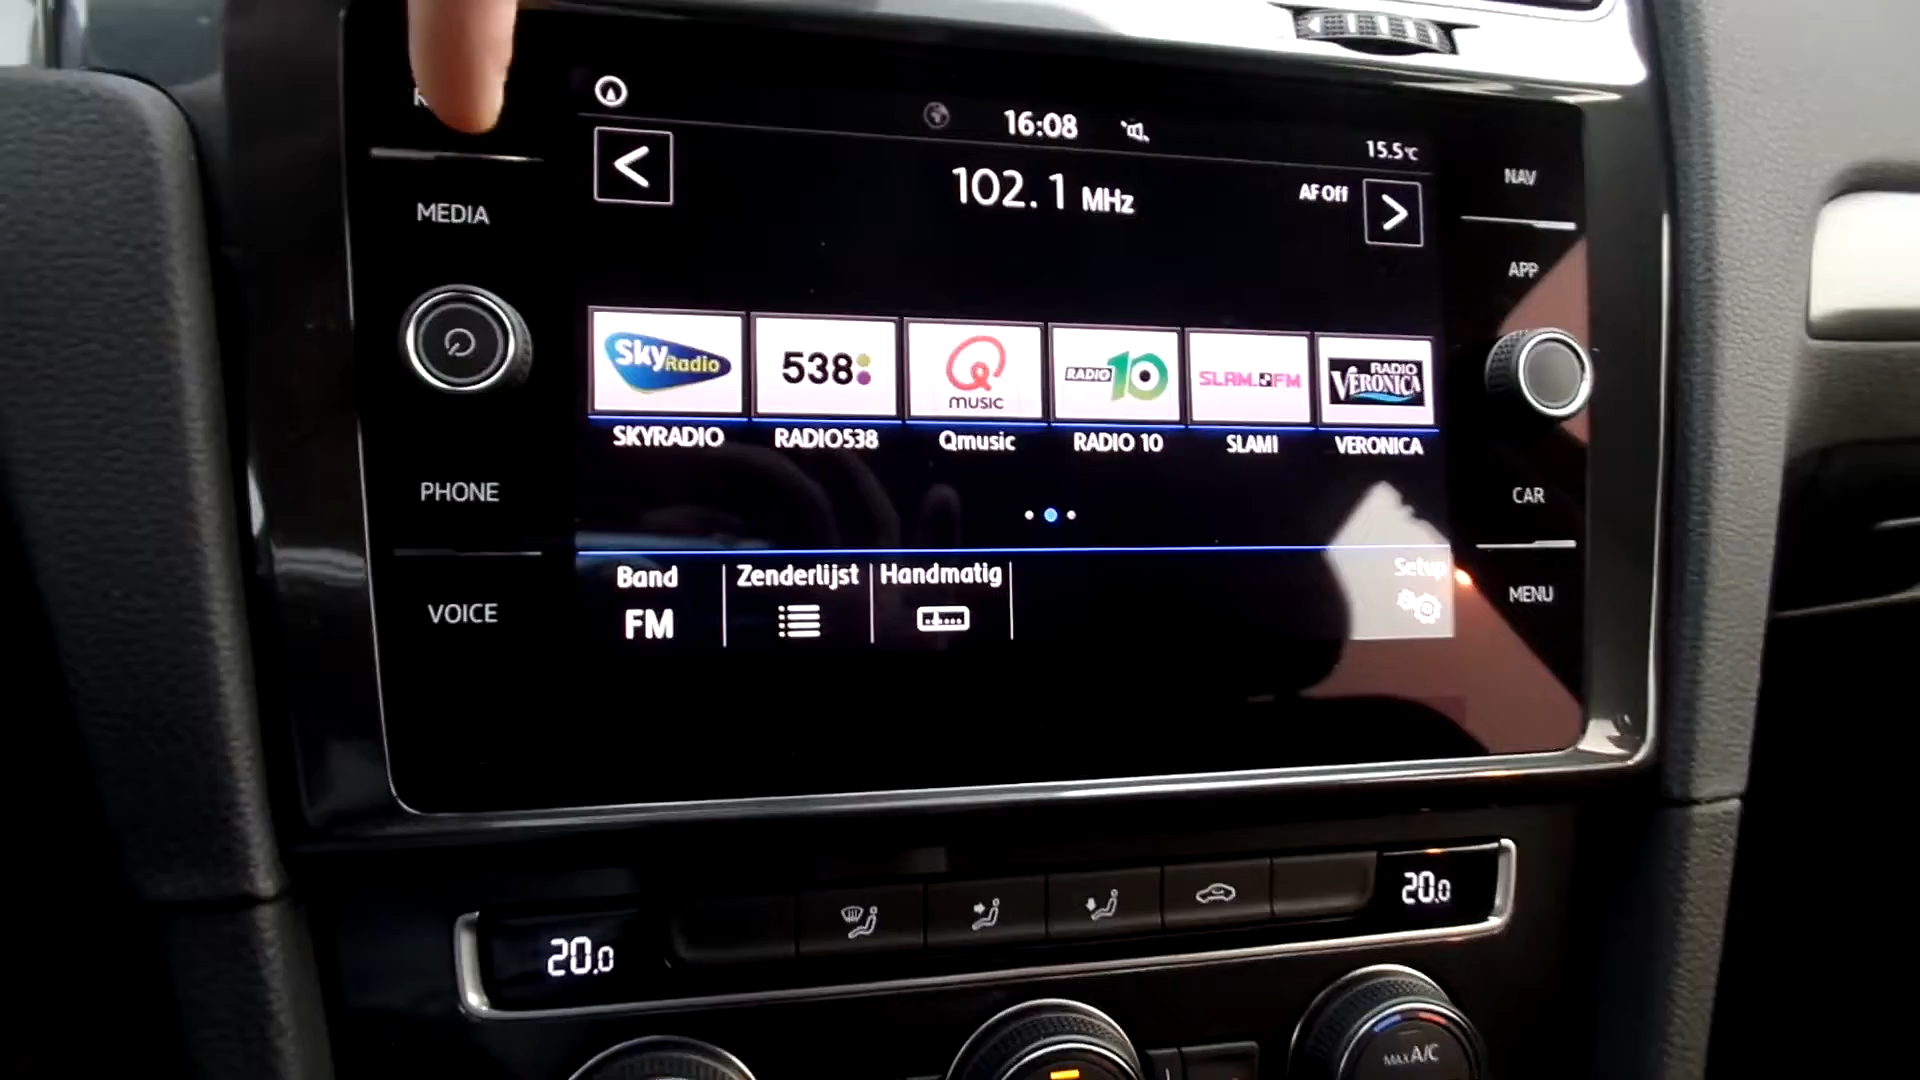 16:08
15.5°C
102.1 MHz
AF Off
MEDIA
PHONE
VOICE
NAV
APP
CAR
MENU
Sky Radio
538
Q music
RADIO 10
SLAM.FM
RADIO VERONICA
SKYRADIO
RADIO538
Qmusic
RADIO 10
SLAM!
VERONICA
Band
FM
Zenderlijst
Handmatig
Setup
20.0
20.0
MAX A/C